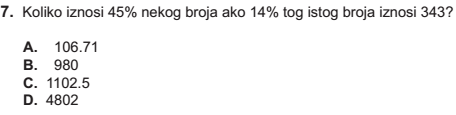 7. Koliko iznosi 45% nekog broja ako 14% tog istog broja iznosi 343?
A. 106.71
B. 980
C. 1102.5
D. 4802